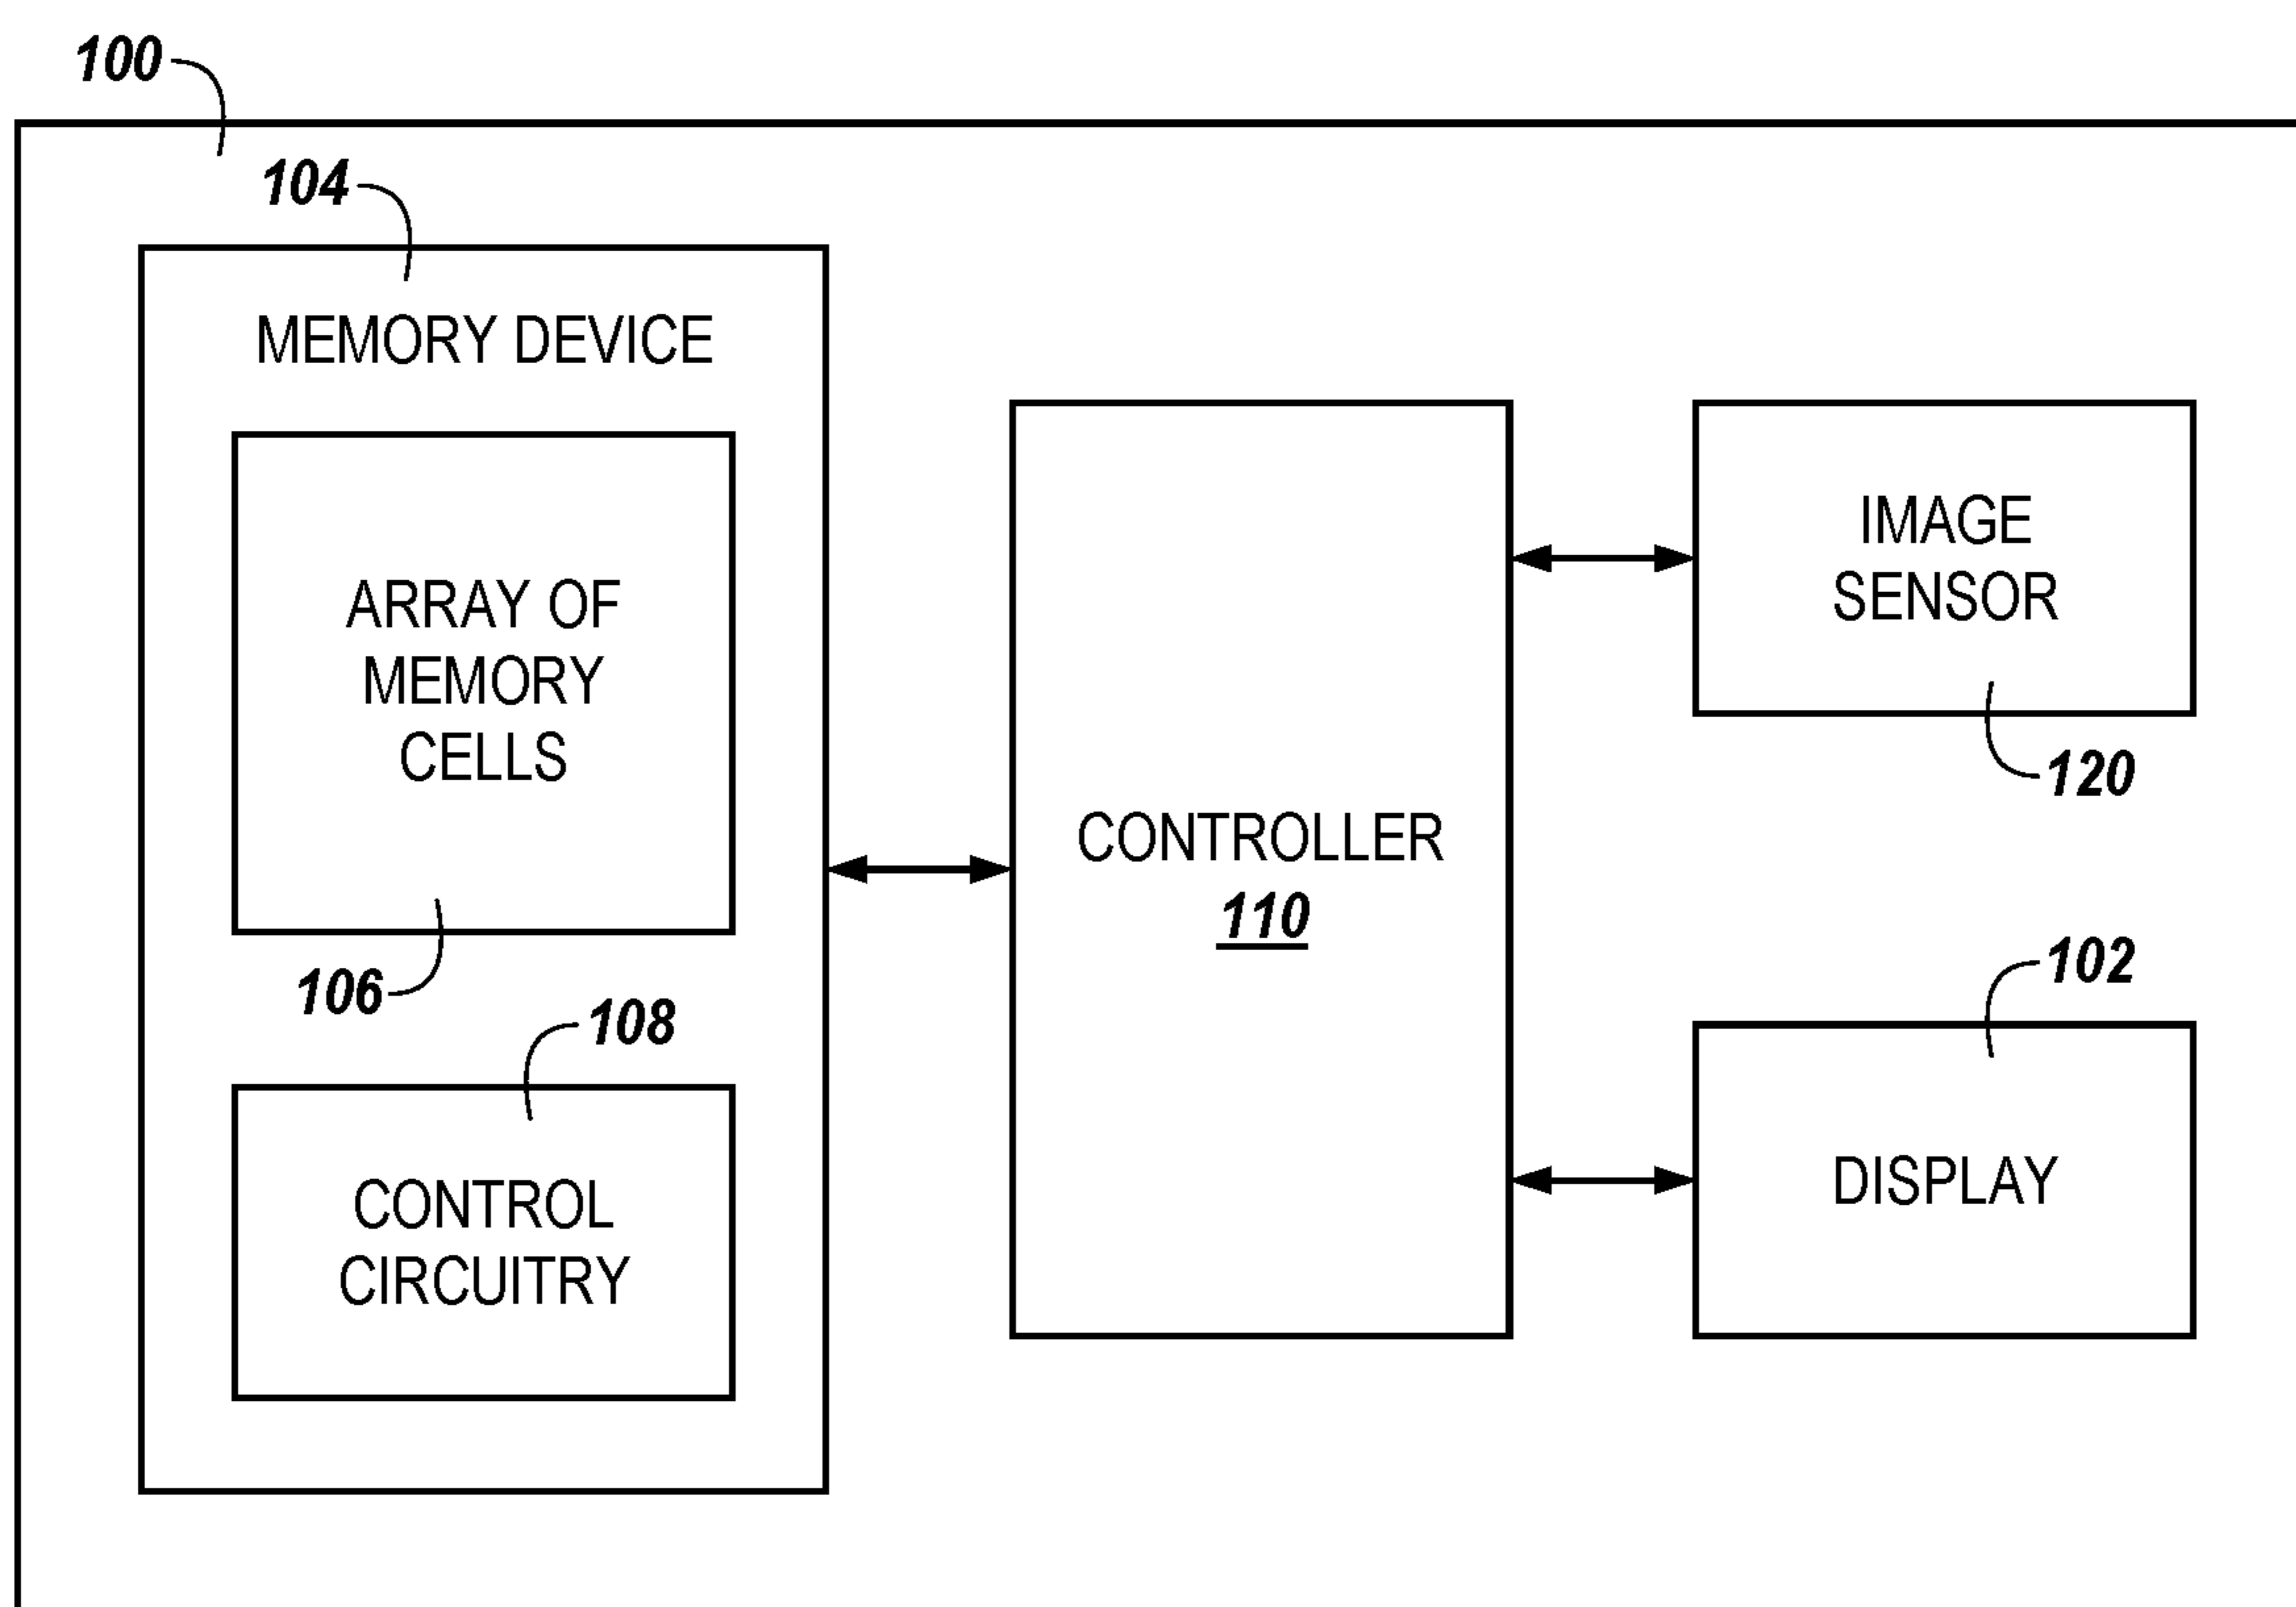 100
104
MEMORY DEVICE
ARRAY OF
MEMORY
CELLS
106
108
CONTROL
CIRCUITRY
CONTROLLER
110
IMAGE
SENSOR
120
102
DISPLAY